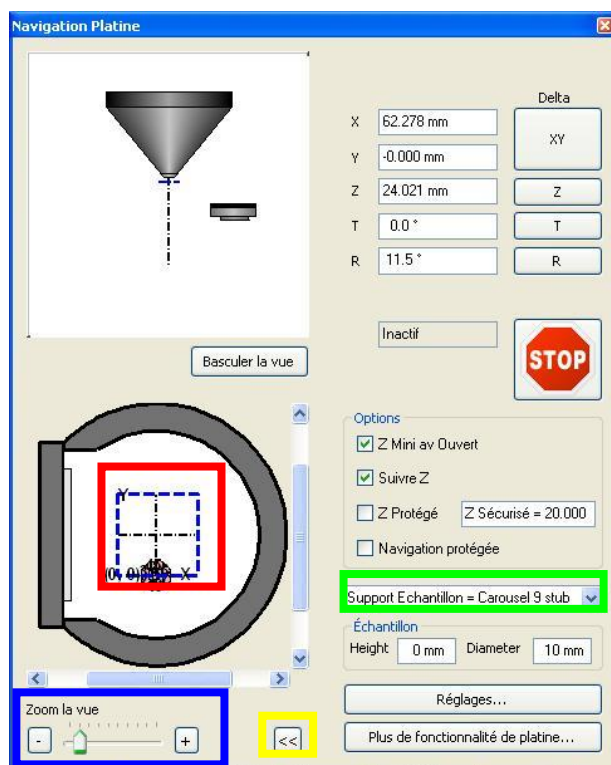 Navigation Platine
Delta
X 62.278 mm XY
Y -0.000 mm
Z 24.021 mm Z
T 0.0 ° T
R 11.5 ° R
Inactif
STOP
Basculer la vue
Options
Z Mini av Ouvert
Suivre Z
Z Protégé Z Sécurisé = 20.000
Navigation protégée
Y
(0, 0) X
Support Echantillon = Carousel 9 stub
Échantillon
Height 0 mm Diameter 10 mm
Zoom la vue
- +
<<
Réglages...
Plus de fonctionnalité de platine...